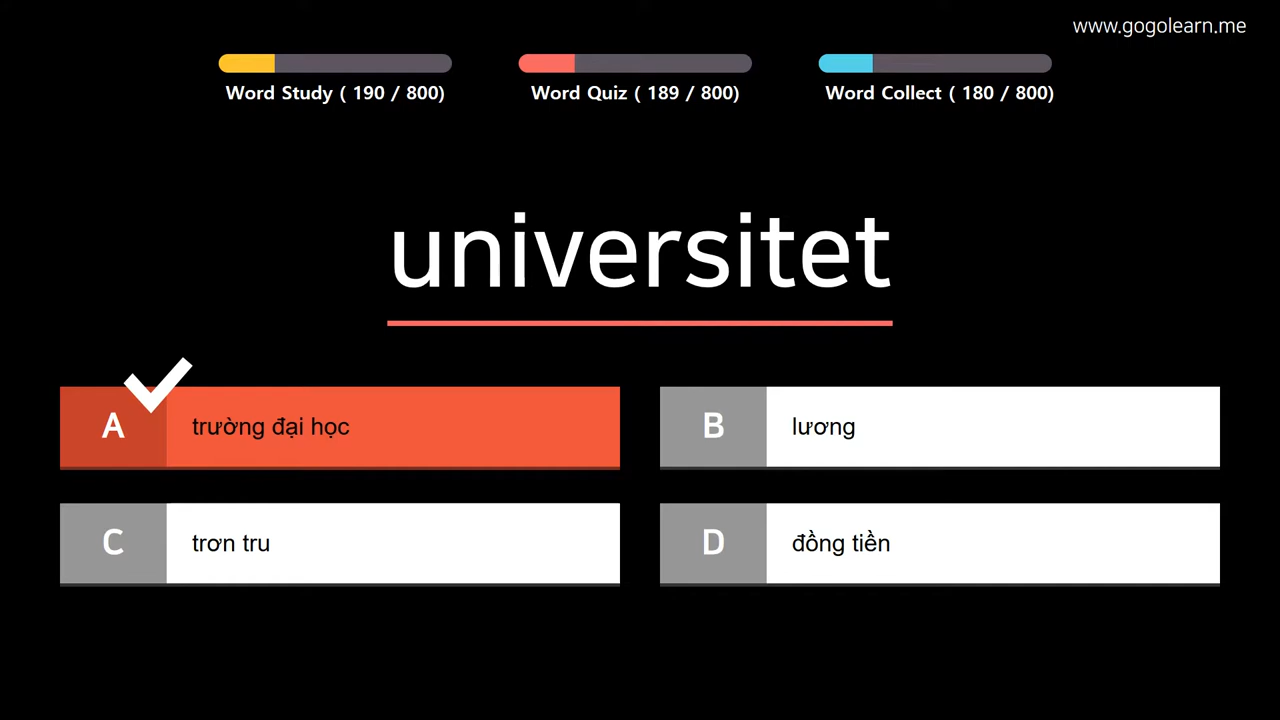 www.gogolearn.me
Word Study ( 190 / 800)
Word Quiz ( 189 / 800)
Word Collect ( 180 / 800)
universitet
A trường đại học
B lương
C trơn tru
D đồng tiền